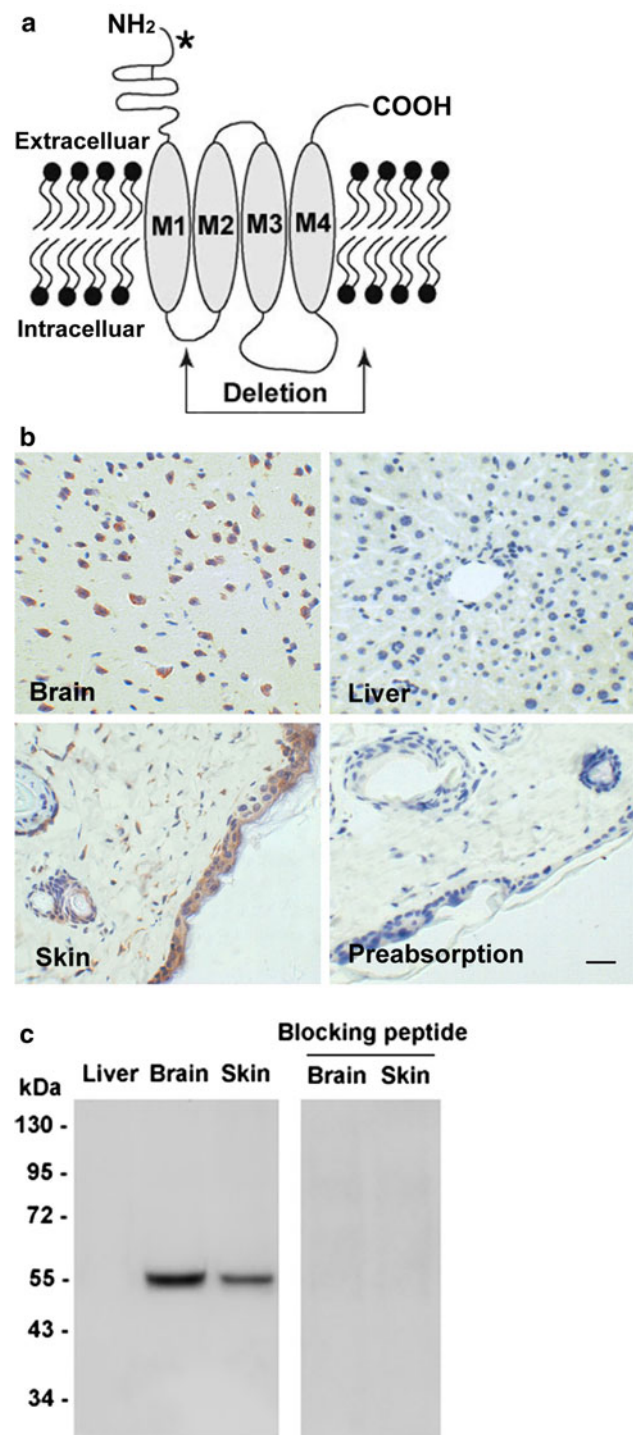 a
NH2 *
COOH
Extracelluar
M1 M2 M3 M4
Intracelluar
Deletion
b
Brain
Liver
Skin
Preabsorption
c
Blocking peptide
kDa Liver Brain Skin Brain Skin
130 -
95 -
72 -
55 -
43 -
34 -